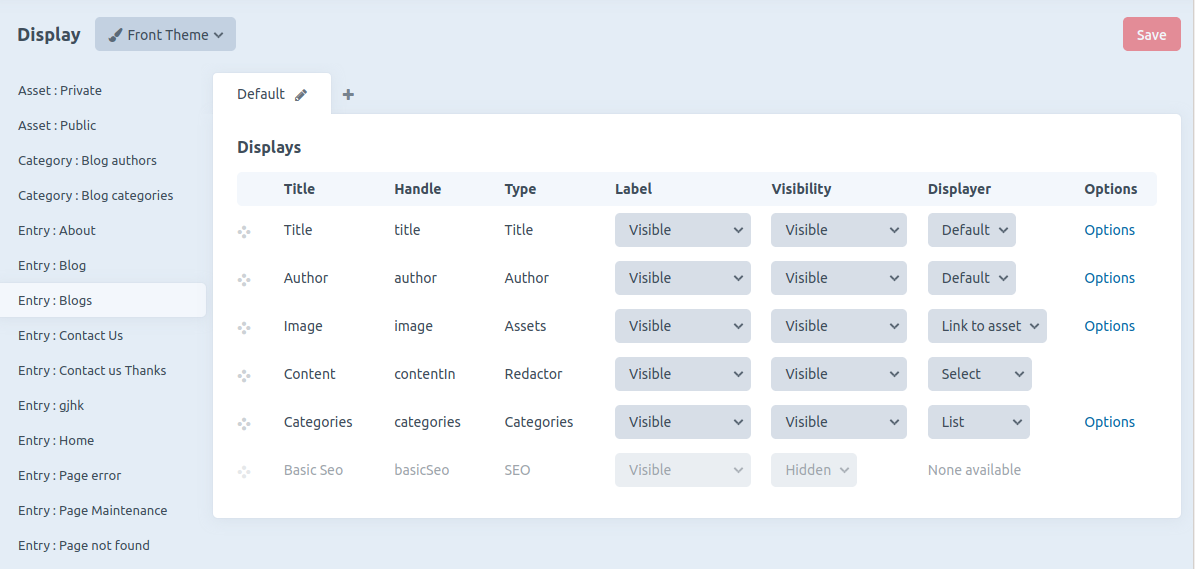 Display Front Theme Save
Asset : Private
Asset : Public
Category : Blog authors
Category : Blog categories
Entry : About
Entry : Blog
Entry : Blogs
Entry : Contact Us
Entry : Contact us Thanks
Entry : gjhk
Entry : Home
Entry : Page error
Entry : Page Maintenance
Entry : Page not found
Default +
Displays
Title Handle Type Label Visibility Displayer Options
Title title Title Visible Visible Default Options
Author author Author Visible Visible Default Options
Image image Assets Visible Visible Link to asset Options
Content contentIn Redactor Visible Visible Select
Categories categories Categories Visible Visible List Options
Basic Seo basicSeo SEO Visible Hidden None available